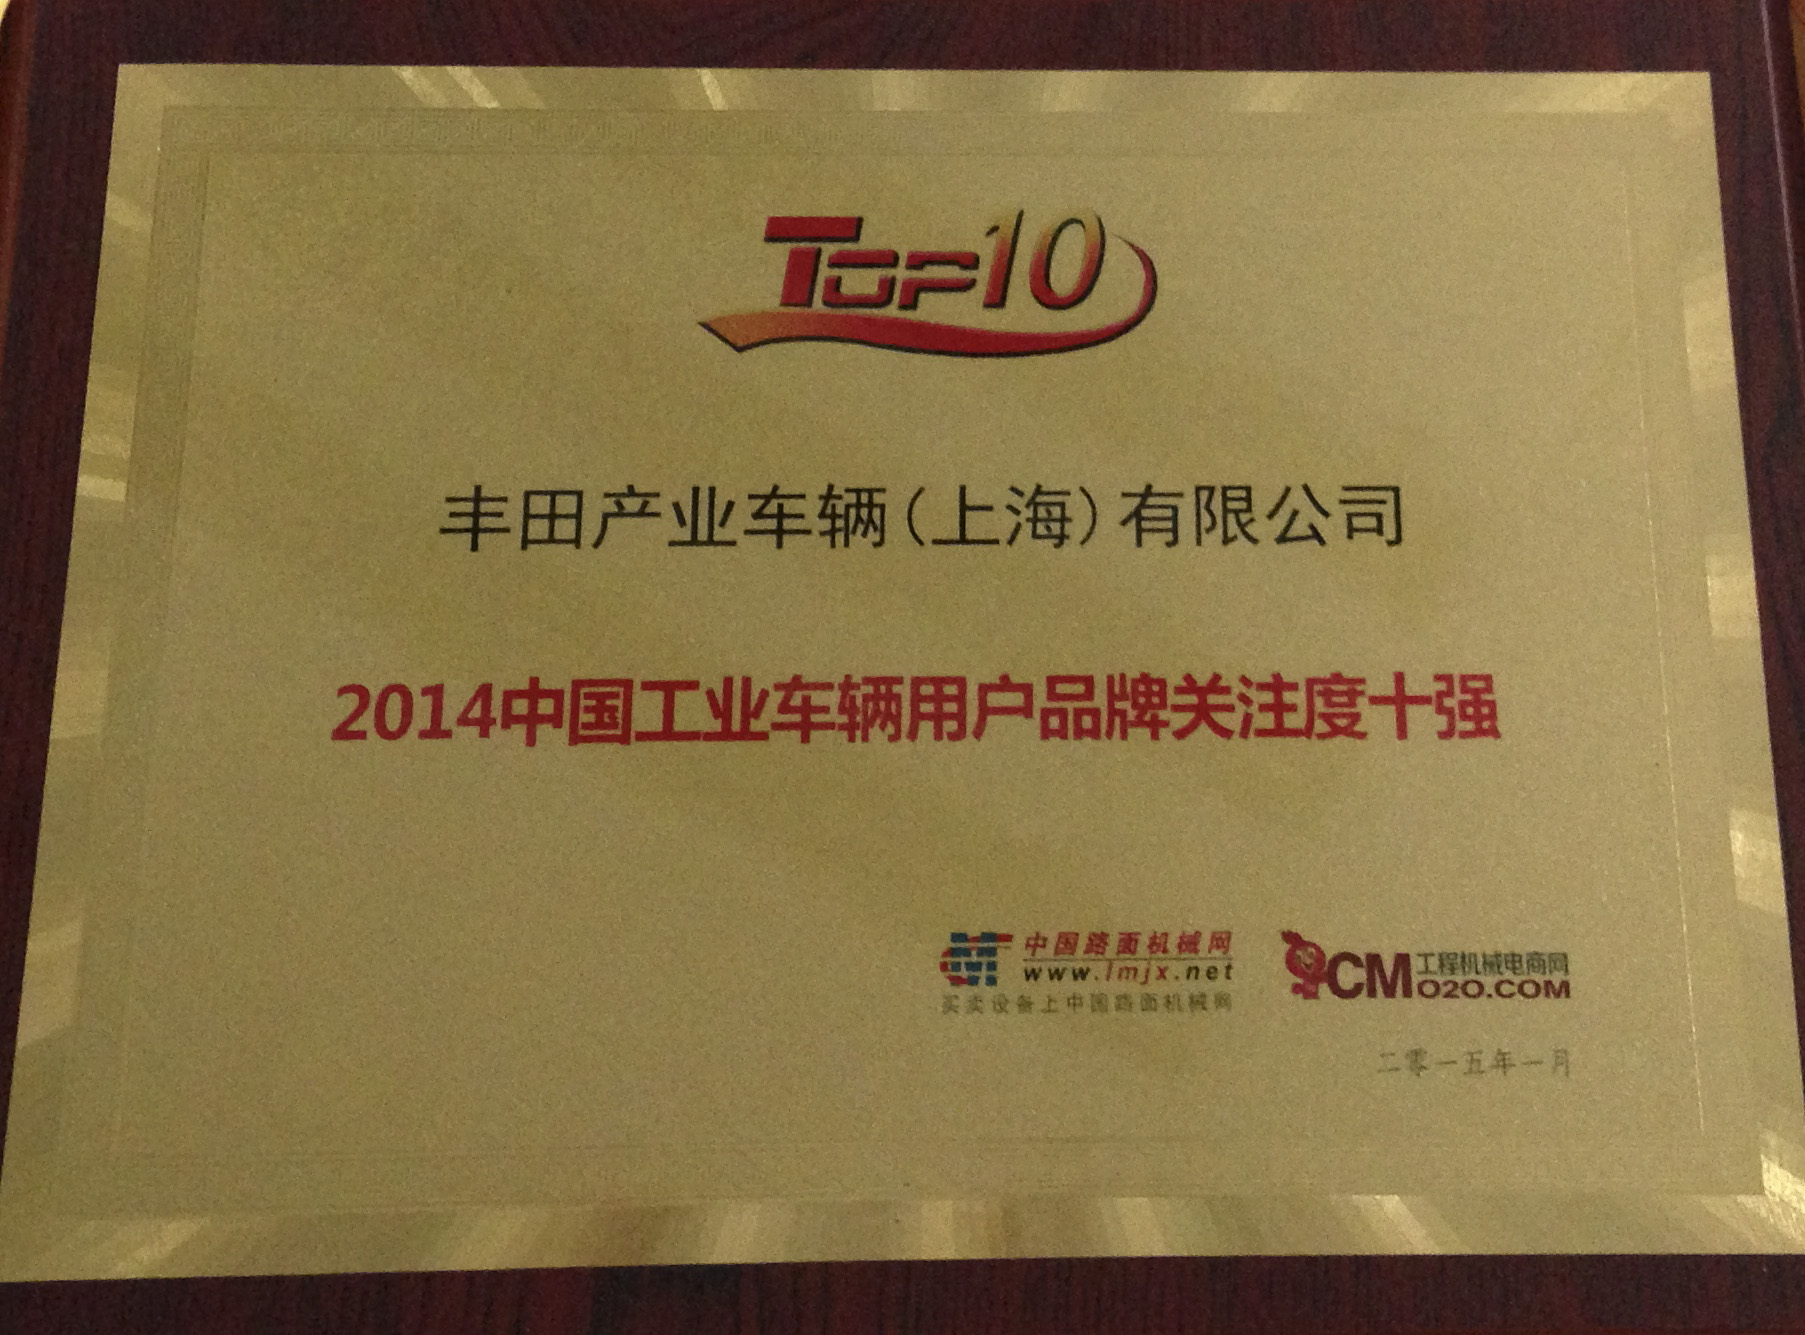 TOP10
丰田产业车辆(上海)有限公司
2014中国工业车辆用户品牌关注度十强
中国路面机械网
www.lmjx.net
买卖设备上中国路面机械网
CM工程机械电商网
O2O.COM
二零一五年一月